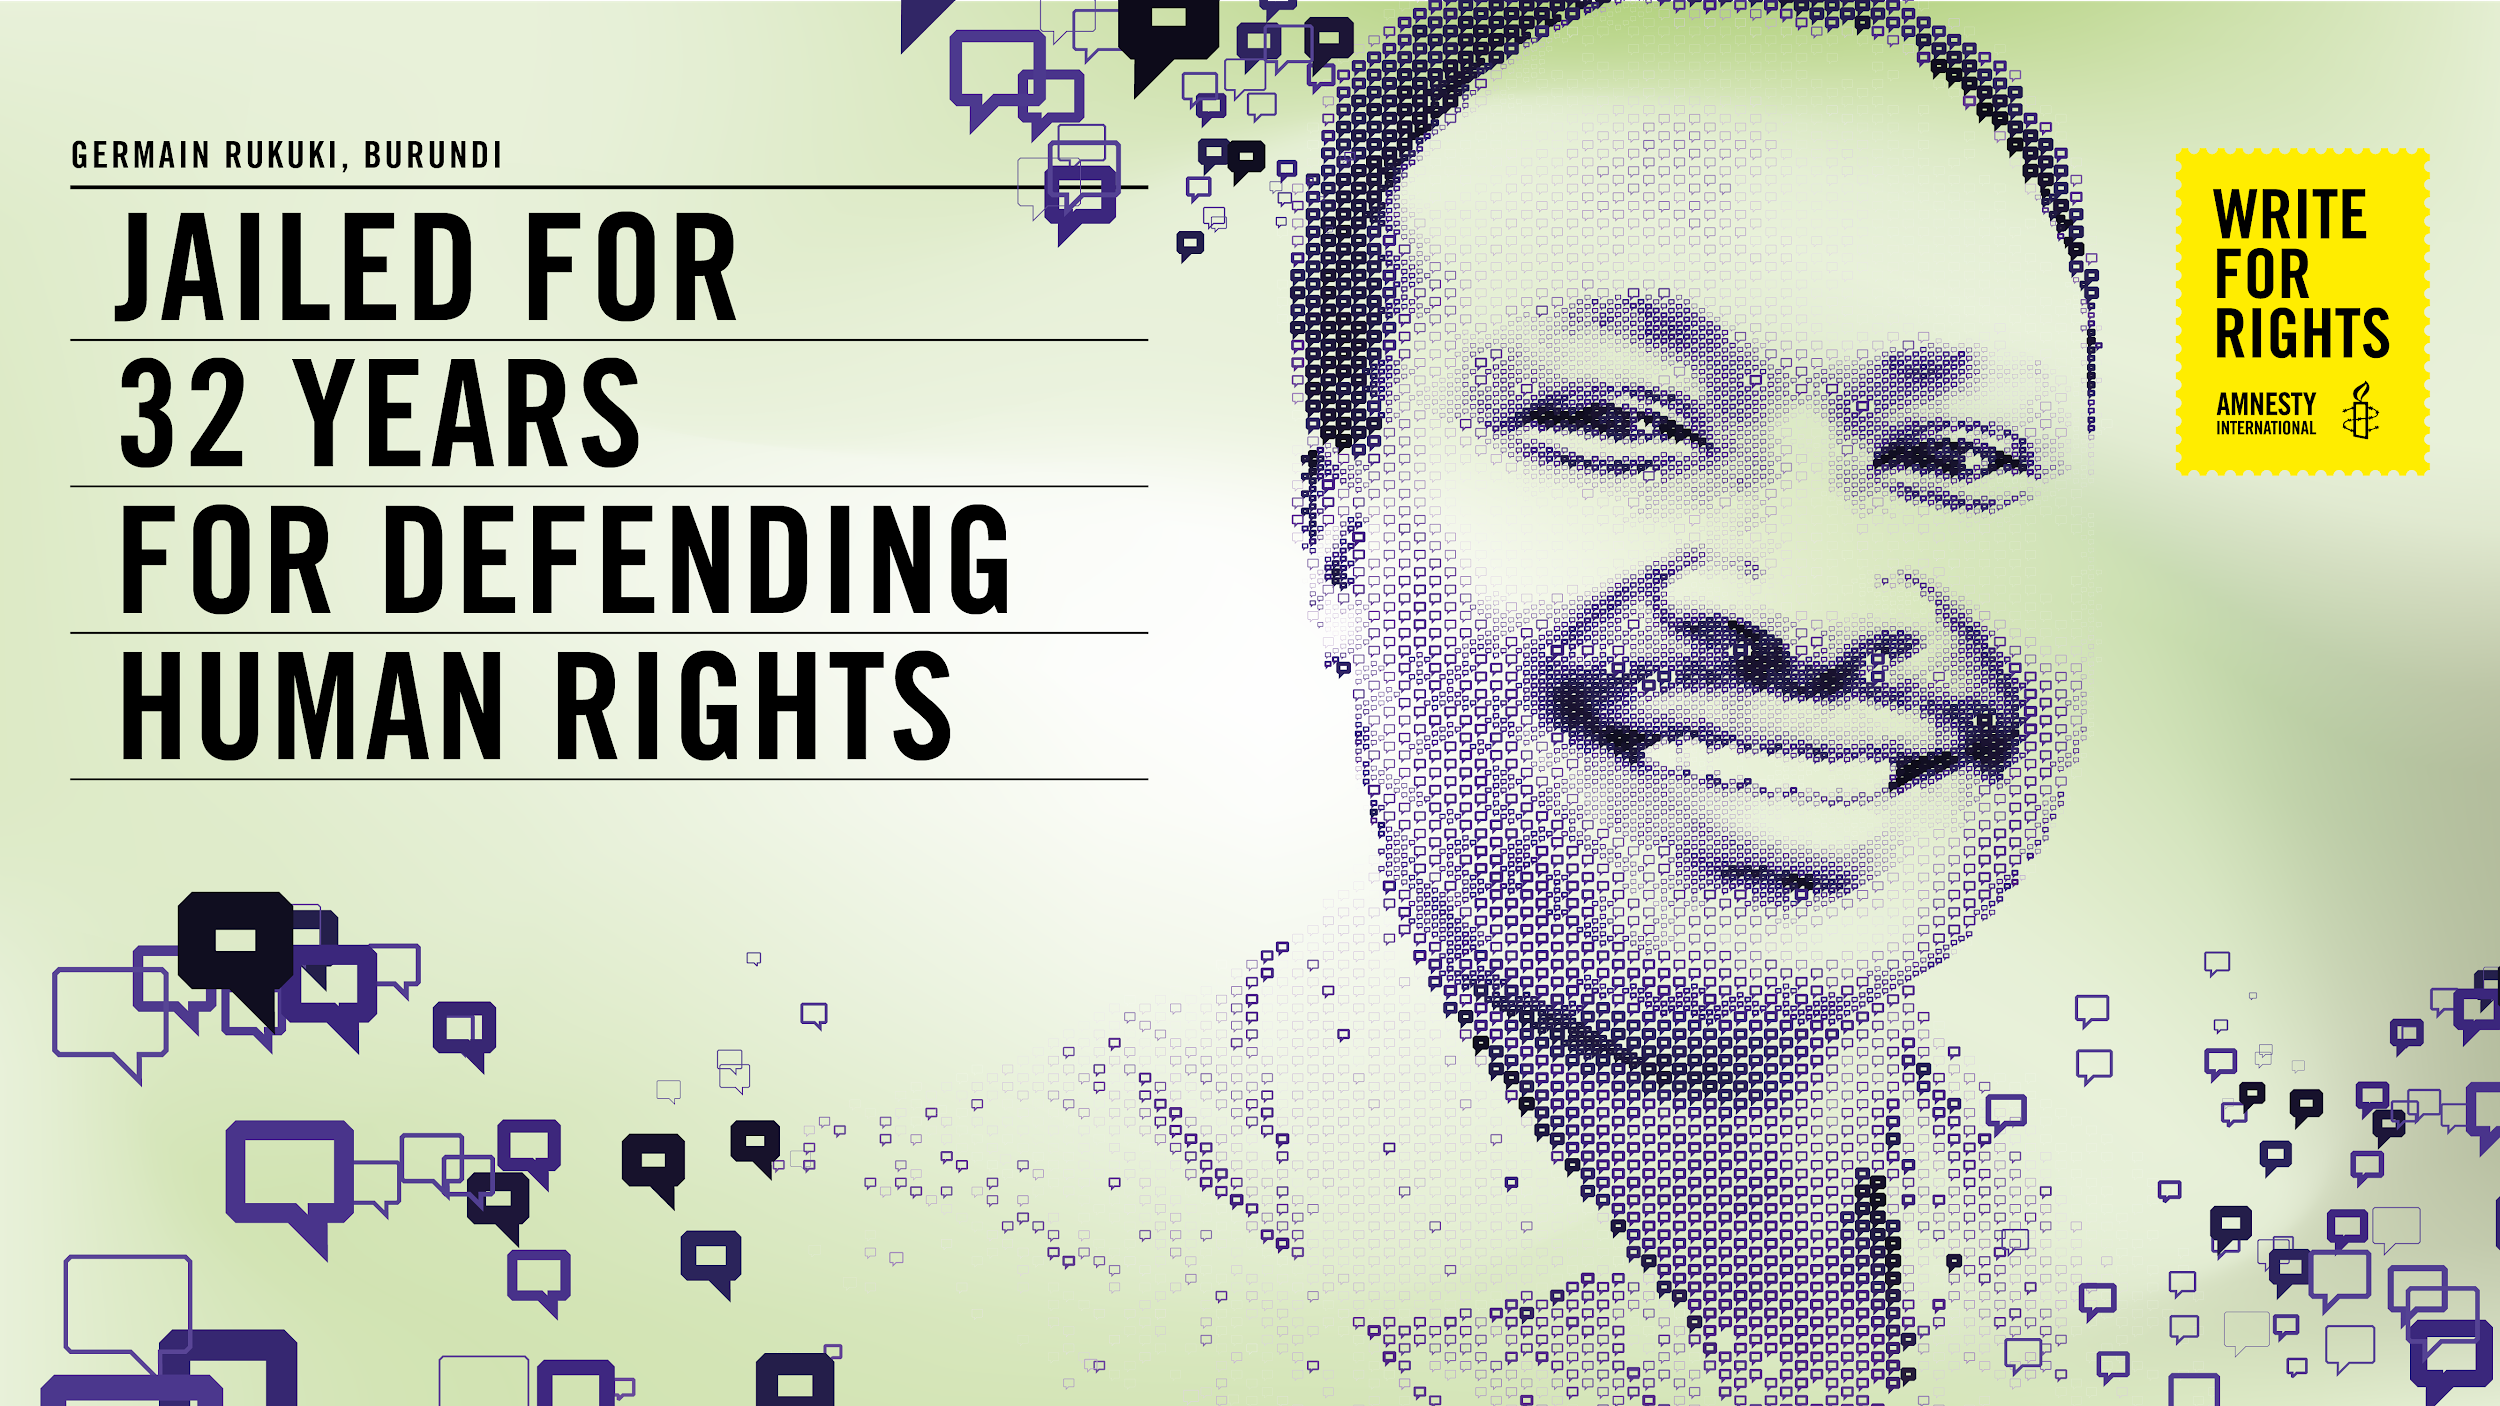 GERMAIN RUKUKI, BURUNDI
JAILED FOR
32 YEARS
FOR DEFENDING
HUMAN RIGHTS
WRITE
FOR
RIGHTS
AMNESTY
INTERNATIONAL